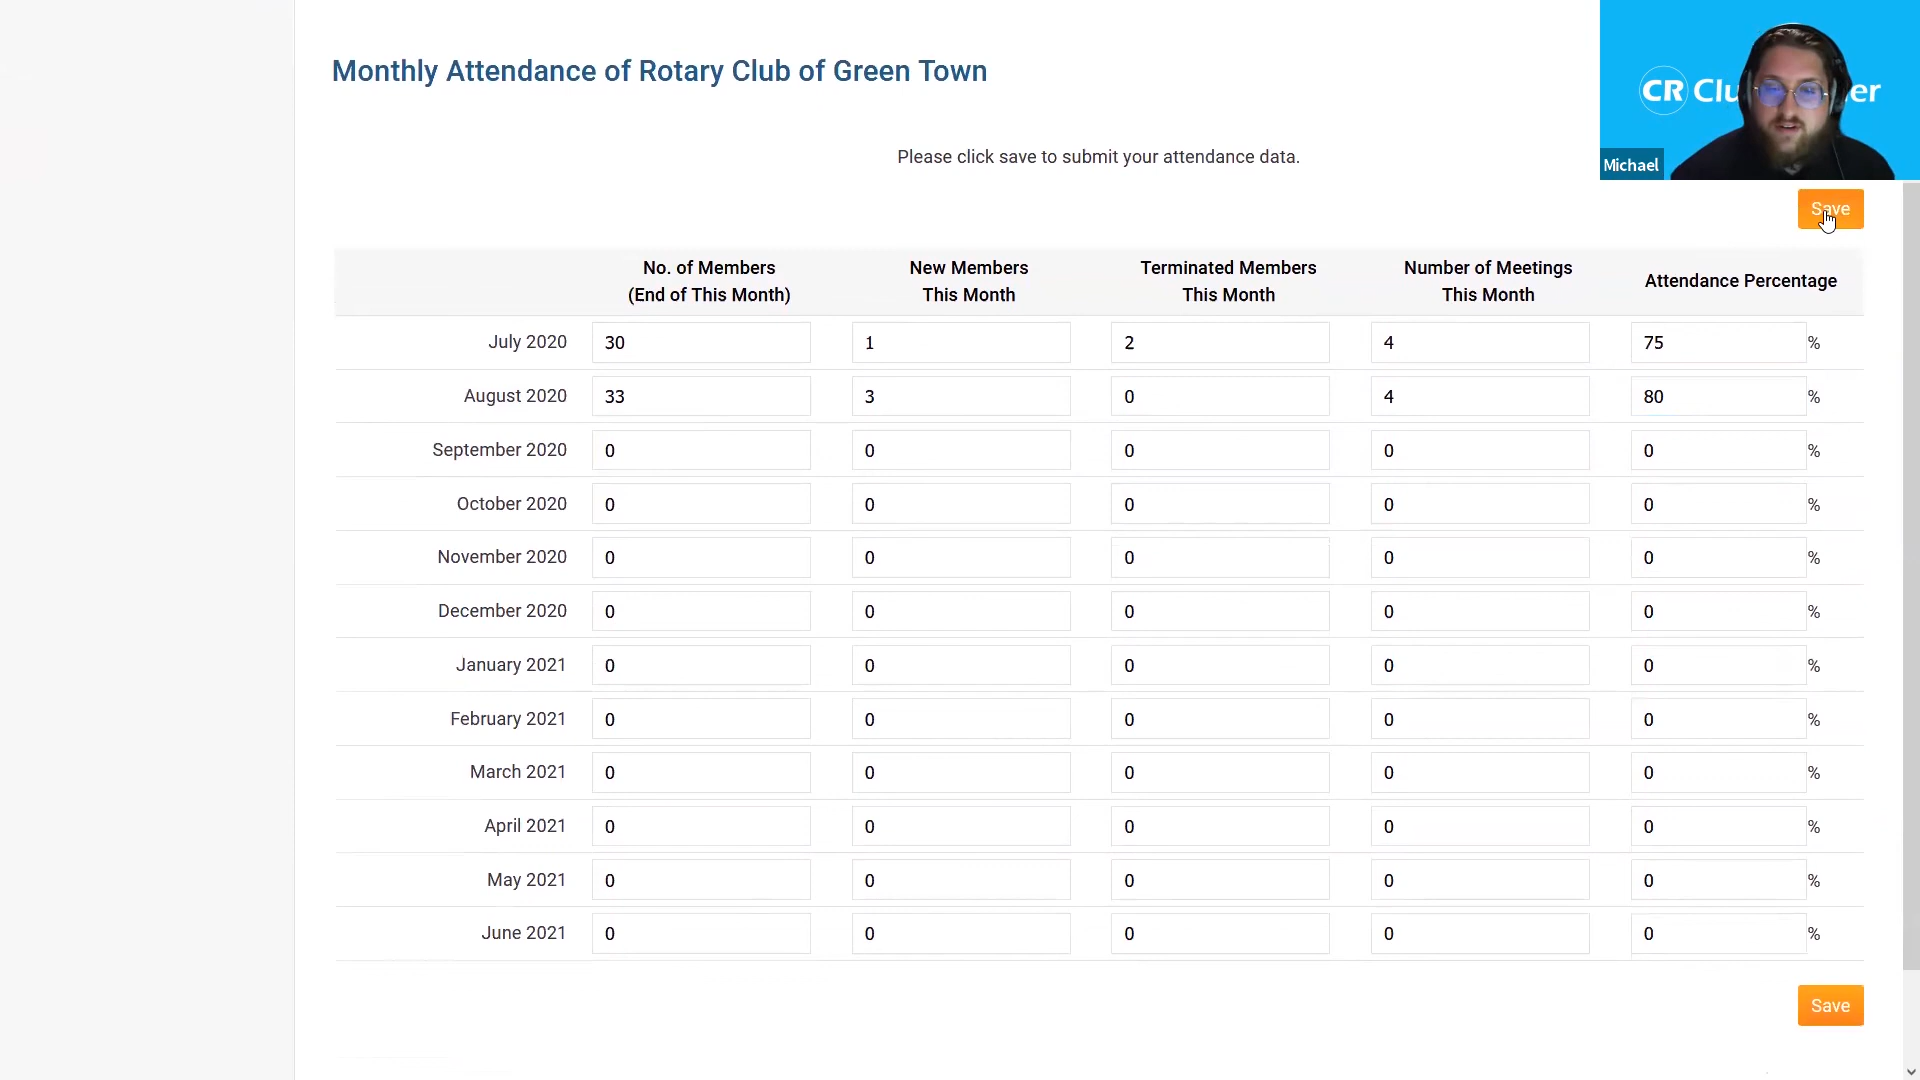 Monthly Attendance of Rotary Club of Green Town
CR Clu er
Michael
Please click save to submit your attendance data.
Save
No. of Members New Members Terminated Members Number of Meetings Attendance Percentage
(End of This Month) This Month This Month This Month
July 2020 30 1 2 4 75 %
August 2020 33 3 0 4 80 %
September 2020 0 0 0 0 0 %
October 2020 0 0 0 0 0 %
November 2020 0 0 0 0 0 %
December 2020 0 0 0 0 0 %
January 2021 0 0 0 0 0 %
February 2021 0 0 0 0 0 %
March 2021 0 0 0 0 0 %
April 2021 0 0 0 0 0 %
May 2021 0 0 0 0 0 %
June 2021 0 0 0 0 0 %
Save